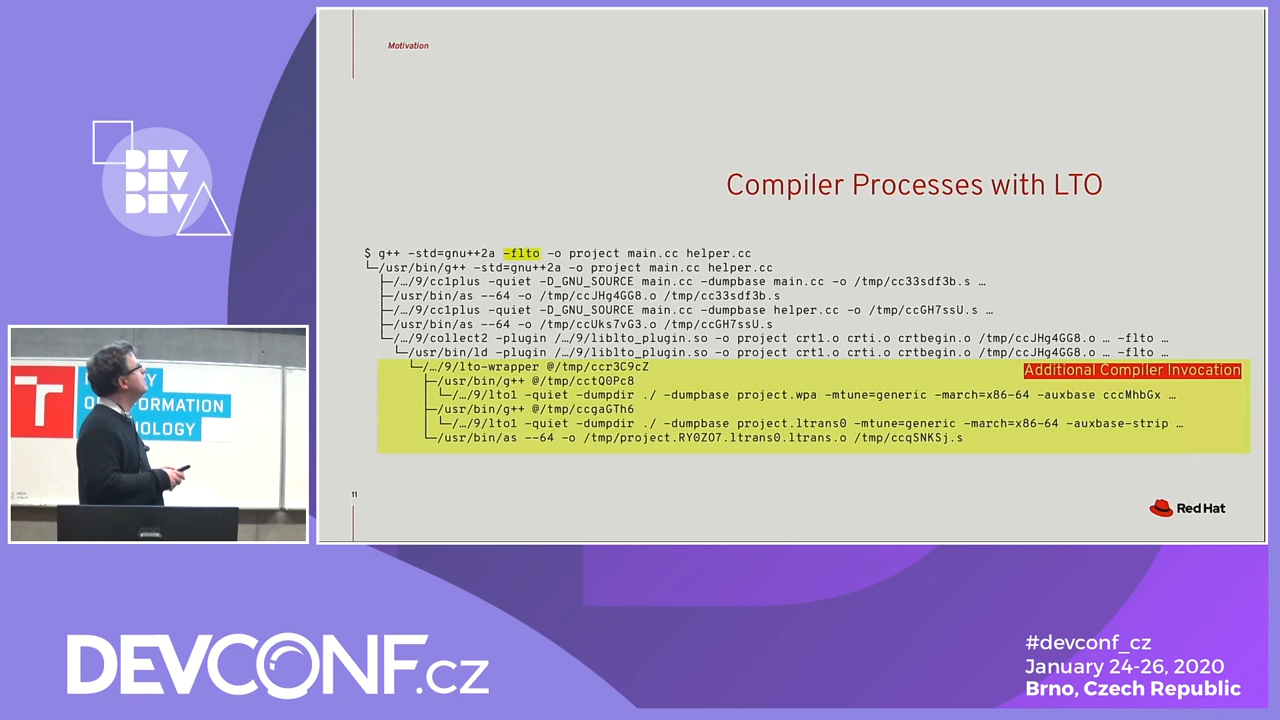 Motivation
Compiler Processes with LTO
$ g++ -std=gnu++2a -flto -o project main.cc helper.cc
└─/usr/bin/g++ -std=gnu++2a -o project main.cc helper.cc
├─/…/9/cc1plus -quiet -D_GNU_SOURCE main.cc -dumpbase main.cc -o /tmp/cc33sdf3b.s …
├─/usr/bin/as --64 -o /tmp/ccJHg4GG8.o /tmp/cc33sdf3b.s
├─/…/9/cc1plus -quiet -D_GNU_SOURCE main.cc -dumpbase helper.cc -o /tmp/ccGH7ssU.s …
├─/usr/bin/as --64 -o /tmp/ccUks7vG3.o /tmp/ccGH7ssU.s
└─/…/9/collect2 -plugin /…/9/liblto_plugin.so -o project crt1.o crti.o crtbegin.o /tmp/ccJHg4GG8.o … -flto …
└─/usr/bin/ld -plugin /…/9/liblto_plugin.so -o project crt1.o crti.o crtbegin.o /tmp/ccJHg4GG8.o … -flto …
└─/…/9/lto-wrapper @/tmp/ccr3C9cZ
Additional Compiler Invocation
├─/usr/bin/g++ @/tmp/cctQ0Pc8
│ └─/…/9/lto1 -quiet -dumpdir ./ -dumpbase project.wpa -mtune=generic -march=x86-64 -auxbase cccMhbGx …
├─/usr/bin/g++ @/tmp/ccgaGTh6
│ └─/…/9/lto1 -quiet -dumpdir ./ -dumpbase project.ltrans0 -mtune=generic -march=x86-64 -auxbase-strip …
└─/usr/bin/as --64 -o /tmp/project.RY0ZO7.ltrans0.ltrans.o /tmp/ccqSNKSj.s
11
Red Hat
DEV
DEV
DEV
DEVCONF.cz
#devconf_cz
January 24-26, 2020
Brno, Czech Republic